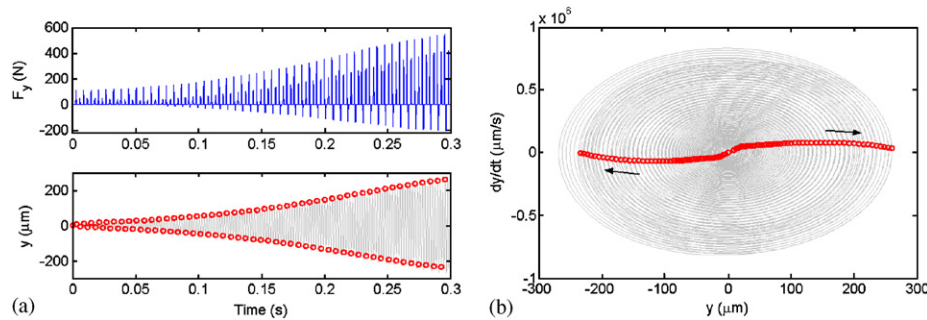 600
400
200
0
-200
F_y (N)
0 0.05 0.1 0.15 0.2 0.25 0.3
200
0
-200
y (μm)
0 0.05 0.1 0.15 0.2 0.25 0.3
Time (s)
(a)
1 x 10^6
0.5
0
-0.5
-1
dy/dt (μm/s)
-300 -200 -100 0 100 200 300
y (μm)
(b)